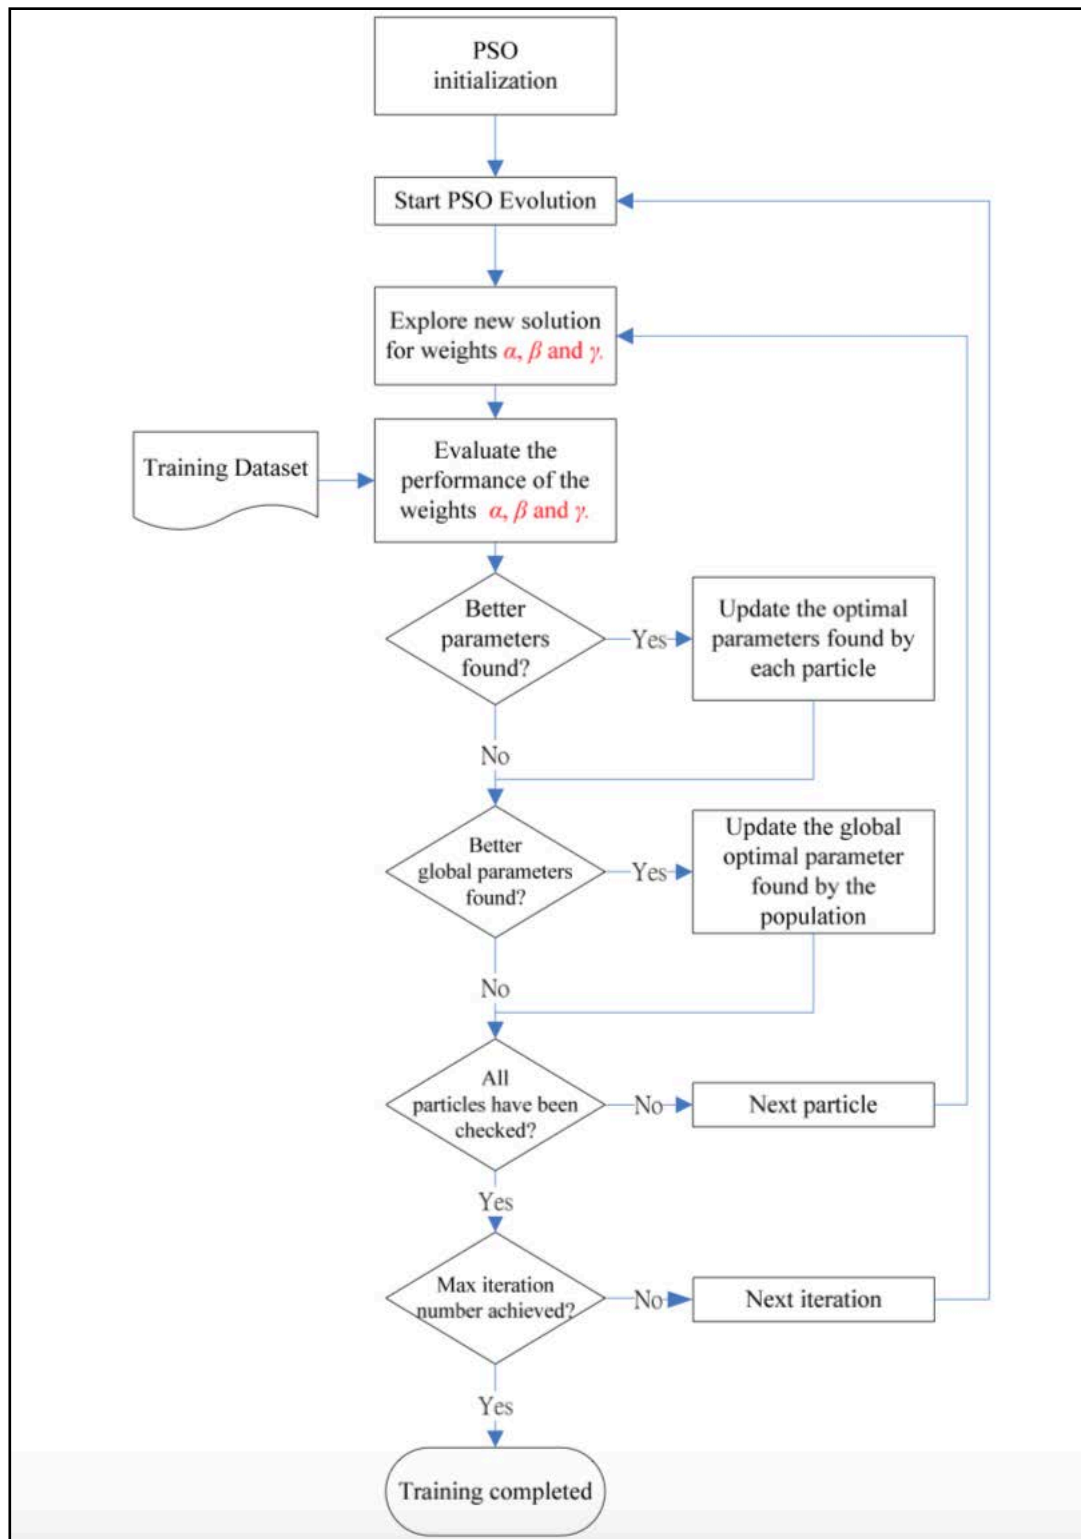 PSO
initialization
Start PSO Evolution
Explore new solution
for weights α, β and γ.
Training Dataset
Evaluate the
performance of the
weights α, β and γ.
Better
parameters
found?
Yes
Update the optimal
parameters found by
each particle
No
Better
global parameters
found?
Yes
Update the global
optimal parameter
found by the
population
No
All
particles have been
checked?
No
Next particle
Yes
Max iteration
number achieved?
No
Next iteration
Yes
Training completed